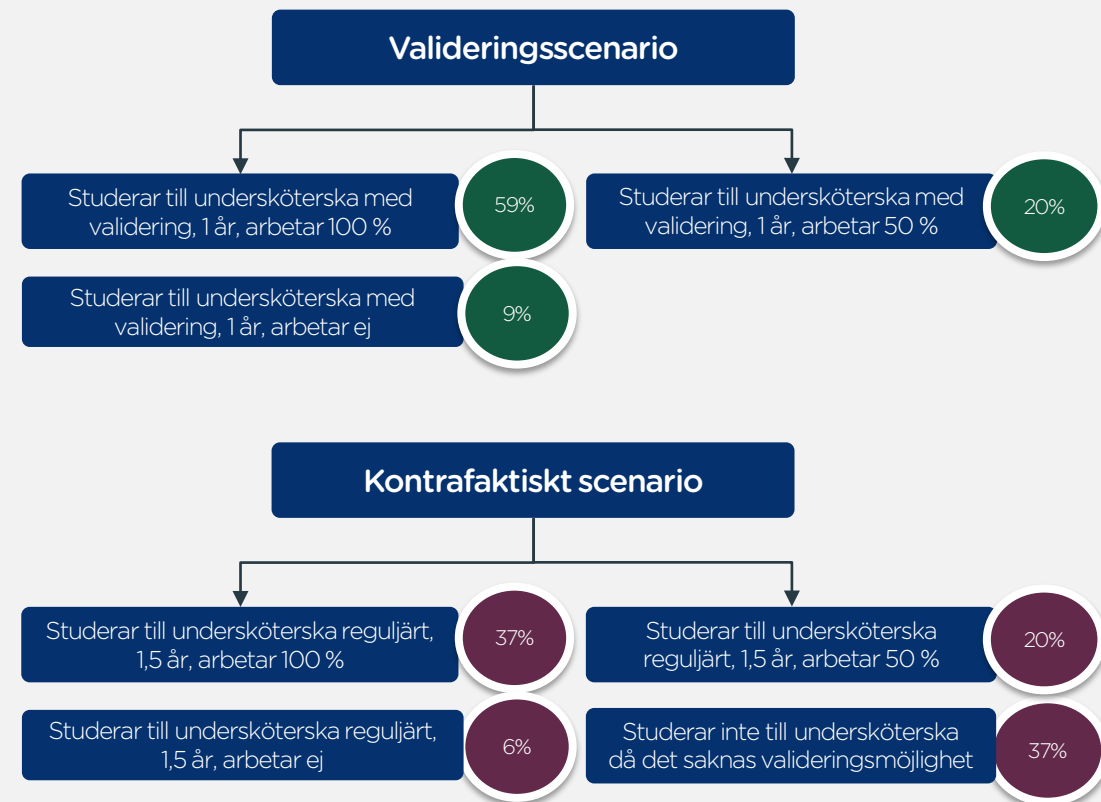 Valideringsscenario
Studerar till undersköterska med
validering, 1 år, arbetar 100 %
59%
Studerar till undersköterska med
validering, 1 år, arbetar 50 %
20%
Studerar till undersköterska med
validering, 1 år, arbetar ej
9%
Kontrafaktiskt scenario
Studerar till undersköterska reguljärt,
1,5 år, arbetar 100 %
37%
Studerar till undersköterska
reguljärt, 1,5 år, arbetar 50 %
20%
Studerar till undersköterska reguljärt,
1,5 år, arbetar ej
6%
Studerar inte till undersköterska
då det saknas valideringsmöjlighet
37%